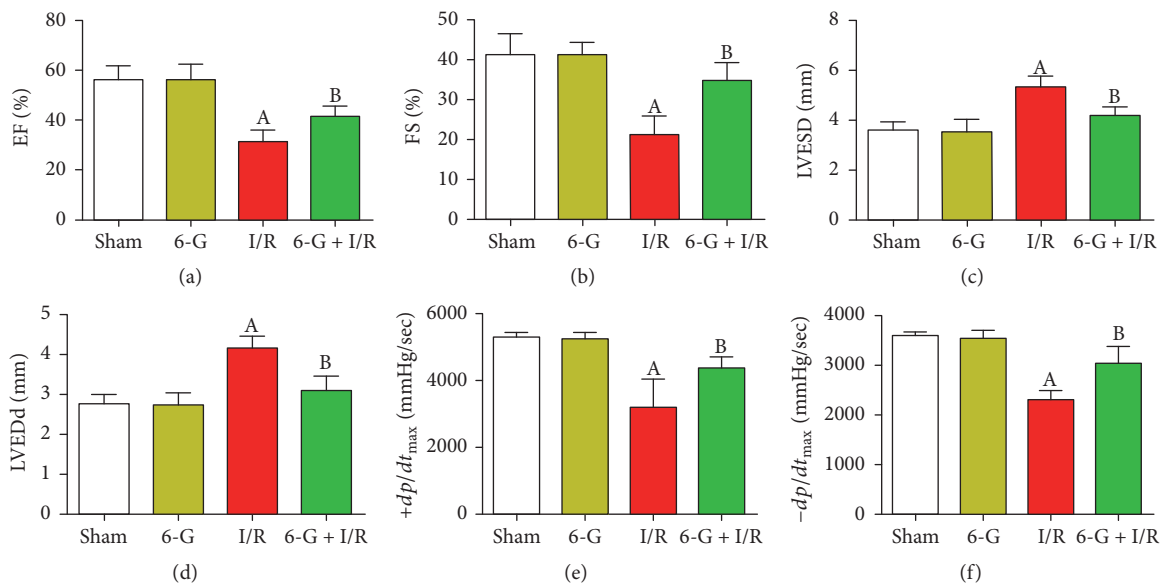 EF (%)
80
60
40
20
0
A
B
Sham 6-G I/R 6-G + I/R
(a)
FS (%)
50
40
30
20
10
0
A
B
Sham 6-G I/R 6-G + I/R
(b)
LVESD (mm)
8
6
4
2
0
A
B
Sham 6-G I/R 6-G + I/R
(c)
LVEDd (mm)
5
4
3
2
1
0
A
B
Sham 6-G I/R 6-G + I/R
(d)
+dp/dtmax (mmHg/sec)
6000
4000
2000
0
A
B
Sham 6-G I/R 6-G + I/R
(e)
−dp/dtmax (mmHg/sec)
4000
3000
2000
1000
0
A
B
Sham 6-G I/R 6-G + I/R
(f)